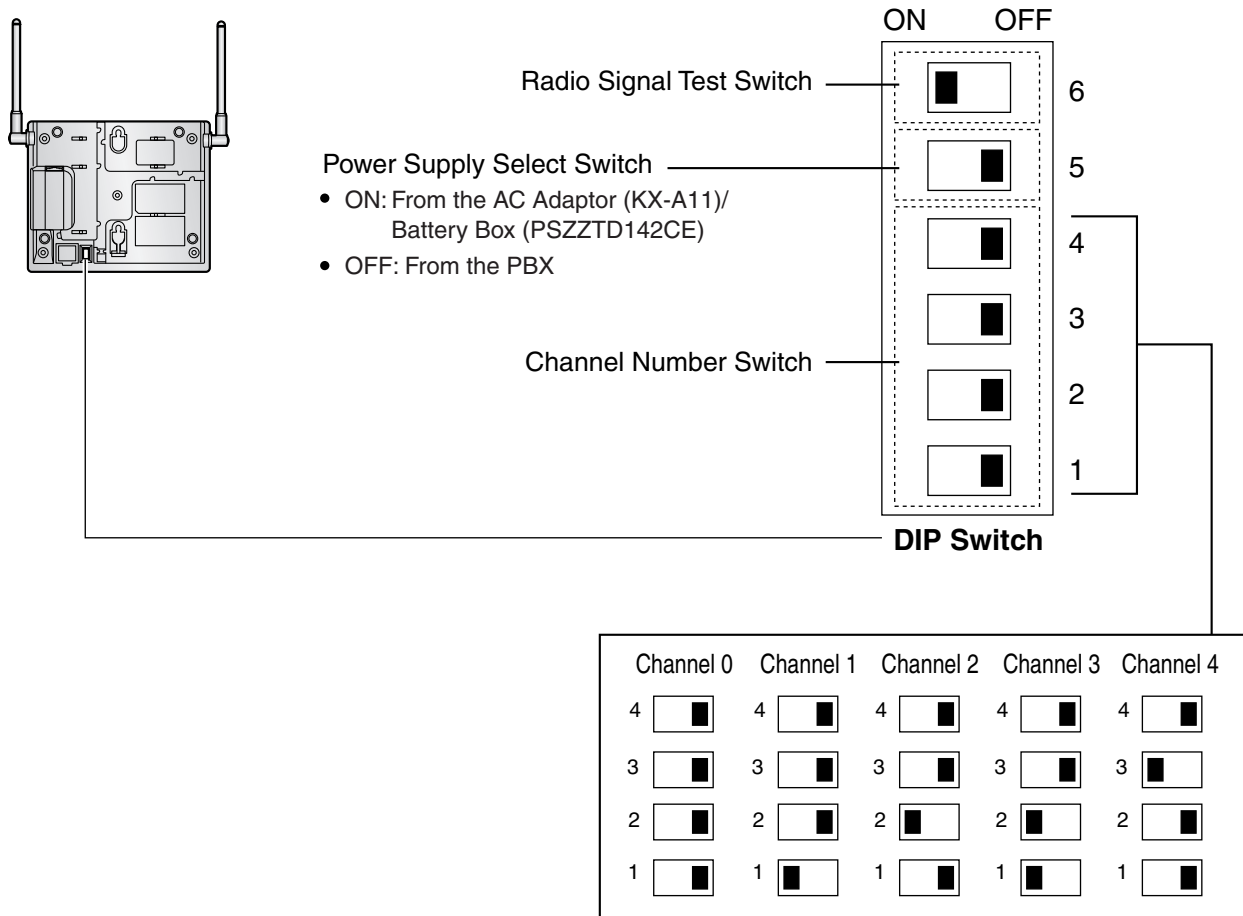 ON OFF
Radio Signal Test Switch
6
Power Supply Select Switch
5
• ON: From the AC Adaptor (KX-A11)/
Battery Box (PSZZTD142CE)
• OFF: From the PBX
4
3
Channel Number Switch
2
1
DIP Switch
Channel 0 Channel 1 Channel 2 Channel 3 Channel 4
4 4 4 4 4
3 3 3 3 3
2 2 2 2 2
1 1 1 1 1